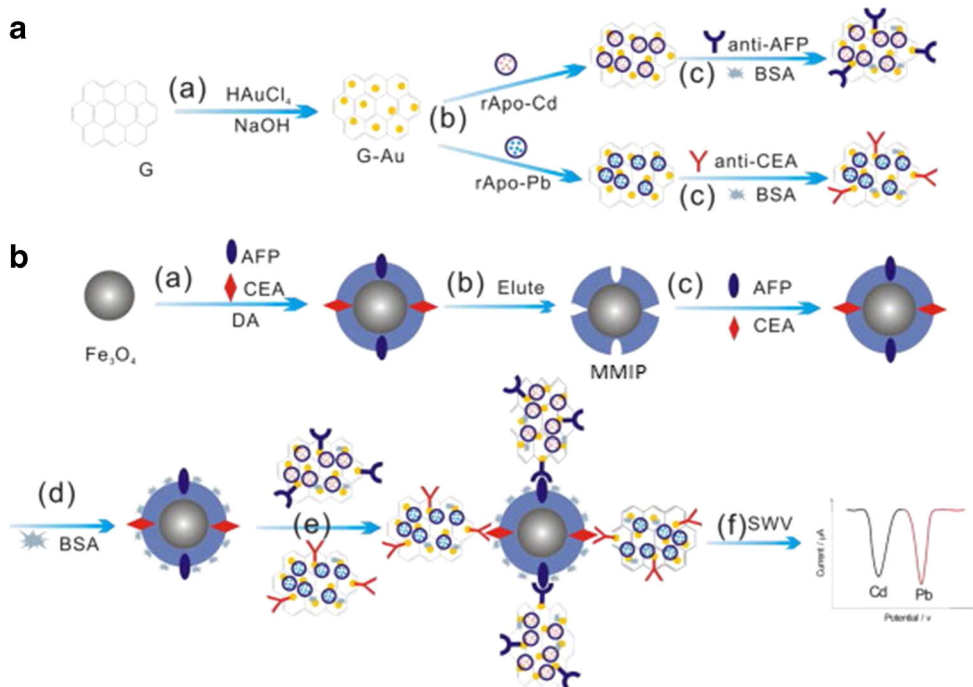 a
(a)
HAuCl₄
NaOH
G
G-Au
(b)
rApo-Cd
rApo-Pb
anti-AFP
(c)
BSA
anti-CEA
(c)
BSA
b
Fe₃O₄
(a)
AFP
CEA
DA
(b)
Elute
MMIP
(c)
AFP
CEA
(d)
BSA
(e)
(f) SWV
Current / μA
Cd
Pb
Potential / v